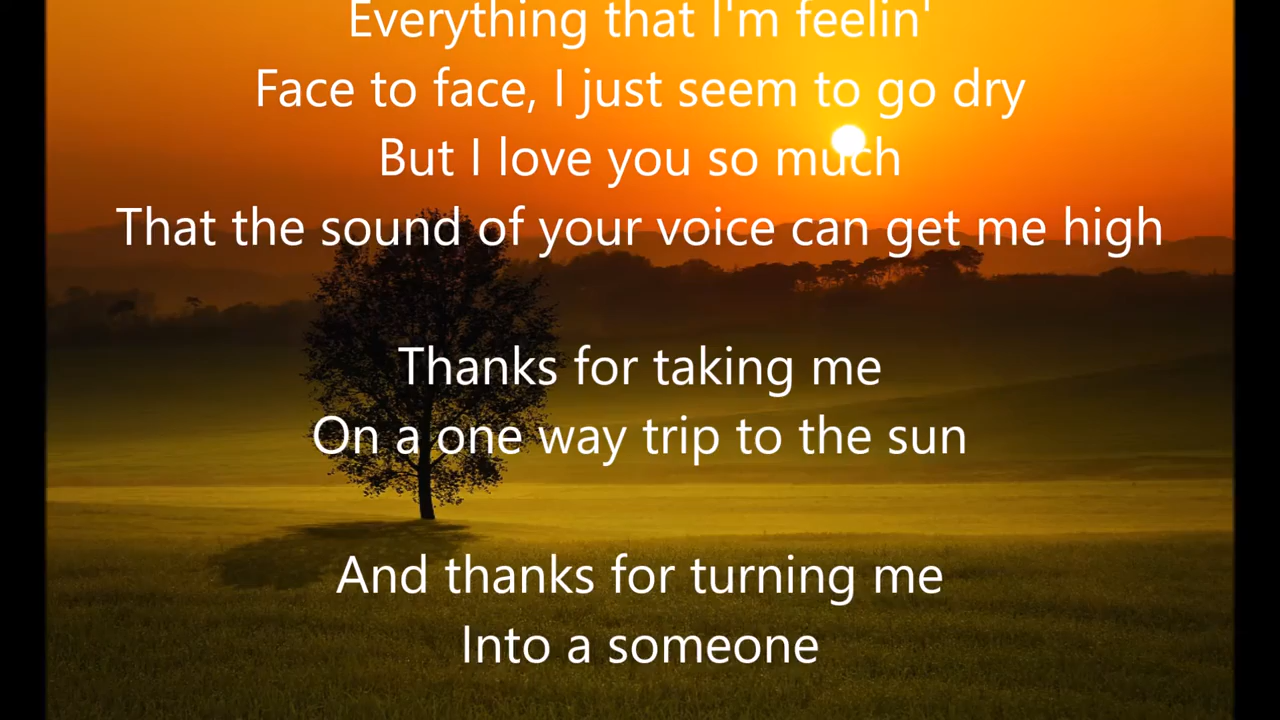 Everything that I'm feelin'
Face to face, I just seem to go dry
But I love you so much
That the sound of your voice can get me high
Thanks for taking me
On a one way trip to the sun
And thanks for turning me
Into a someone